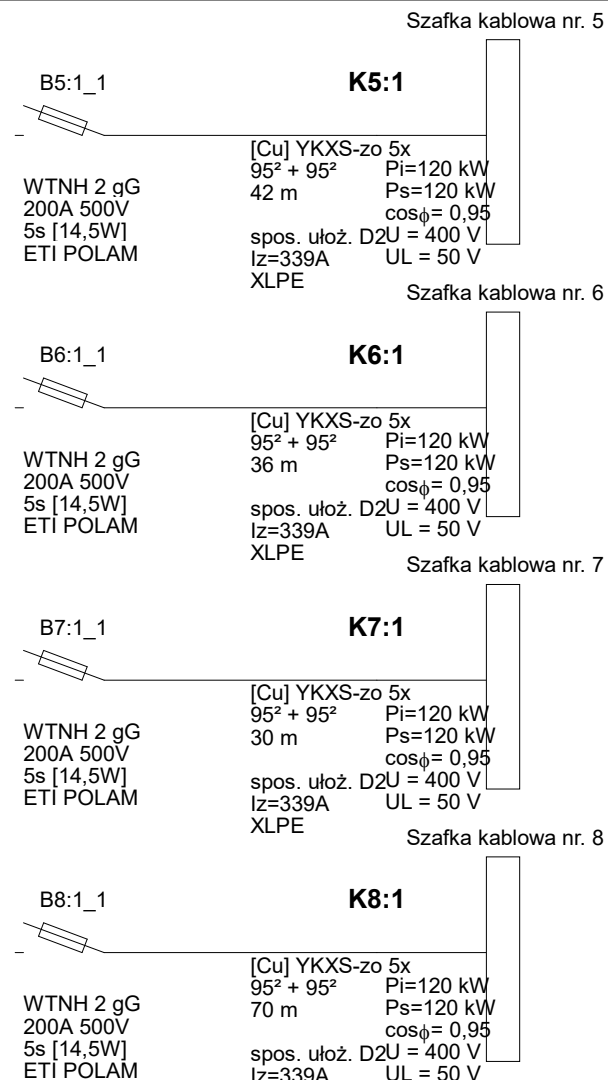 Szafka kablowa nr. 5
B5:1_1
K5:1
[Cu] YKXS-zo 5x
95² + 95² Pi=120 kW
WTNH 2 gG
42 m Ps=120 kW
200A 500V
cosϕ= 0,95
5s [14,5W]
spos. ułoż. D2U = 400 V
ETI POLAM
Iz=339A UL = 50 V
XLPE
Szafka kablowa nr. 6
B6:1_1
K6:1
[Cu] YKXS-zo 5x
95² + 95² Pi=120 kW
WTNH 2 gG
36 m Ps=120 kW
200A 500V
cosϕ= 0,95
5s [14,5W]
spos. ułoż. D2U = 400 V
ETI POLAM
Iz=339A UL = 50 V
XLPE
Szafka kablowa nr. 7
B7:1_1
K7:1
[Cu] YKXS-zo 5x
95² + 95² Pi=120 kW
WTNH 2 gG
30 m Ps=120 kW
200A 500V
cosϕ= 0,95
5s [14,5W]
spos. ułoż. D2U = 400 V
ETI POLAM
Iz=339A UL = 50 V
XLPE
Szafka kablowa nr. 8
B8:1_1
K8:1
[Cu] YKXS-zo 5x
95² + 95² Pi=120 kW
WTNH 2 gG
70 m Ps=120 kW
200A 500V
cosϕ= 0,95
5s [14,5W]
spos. ułoż. D2U = 400 V
ETI POLAM
Iz=339A UL = 50 V